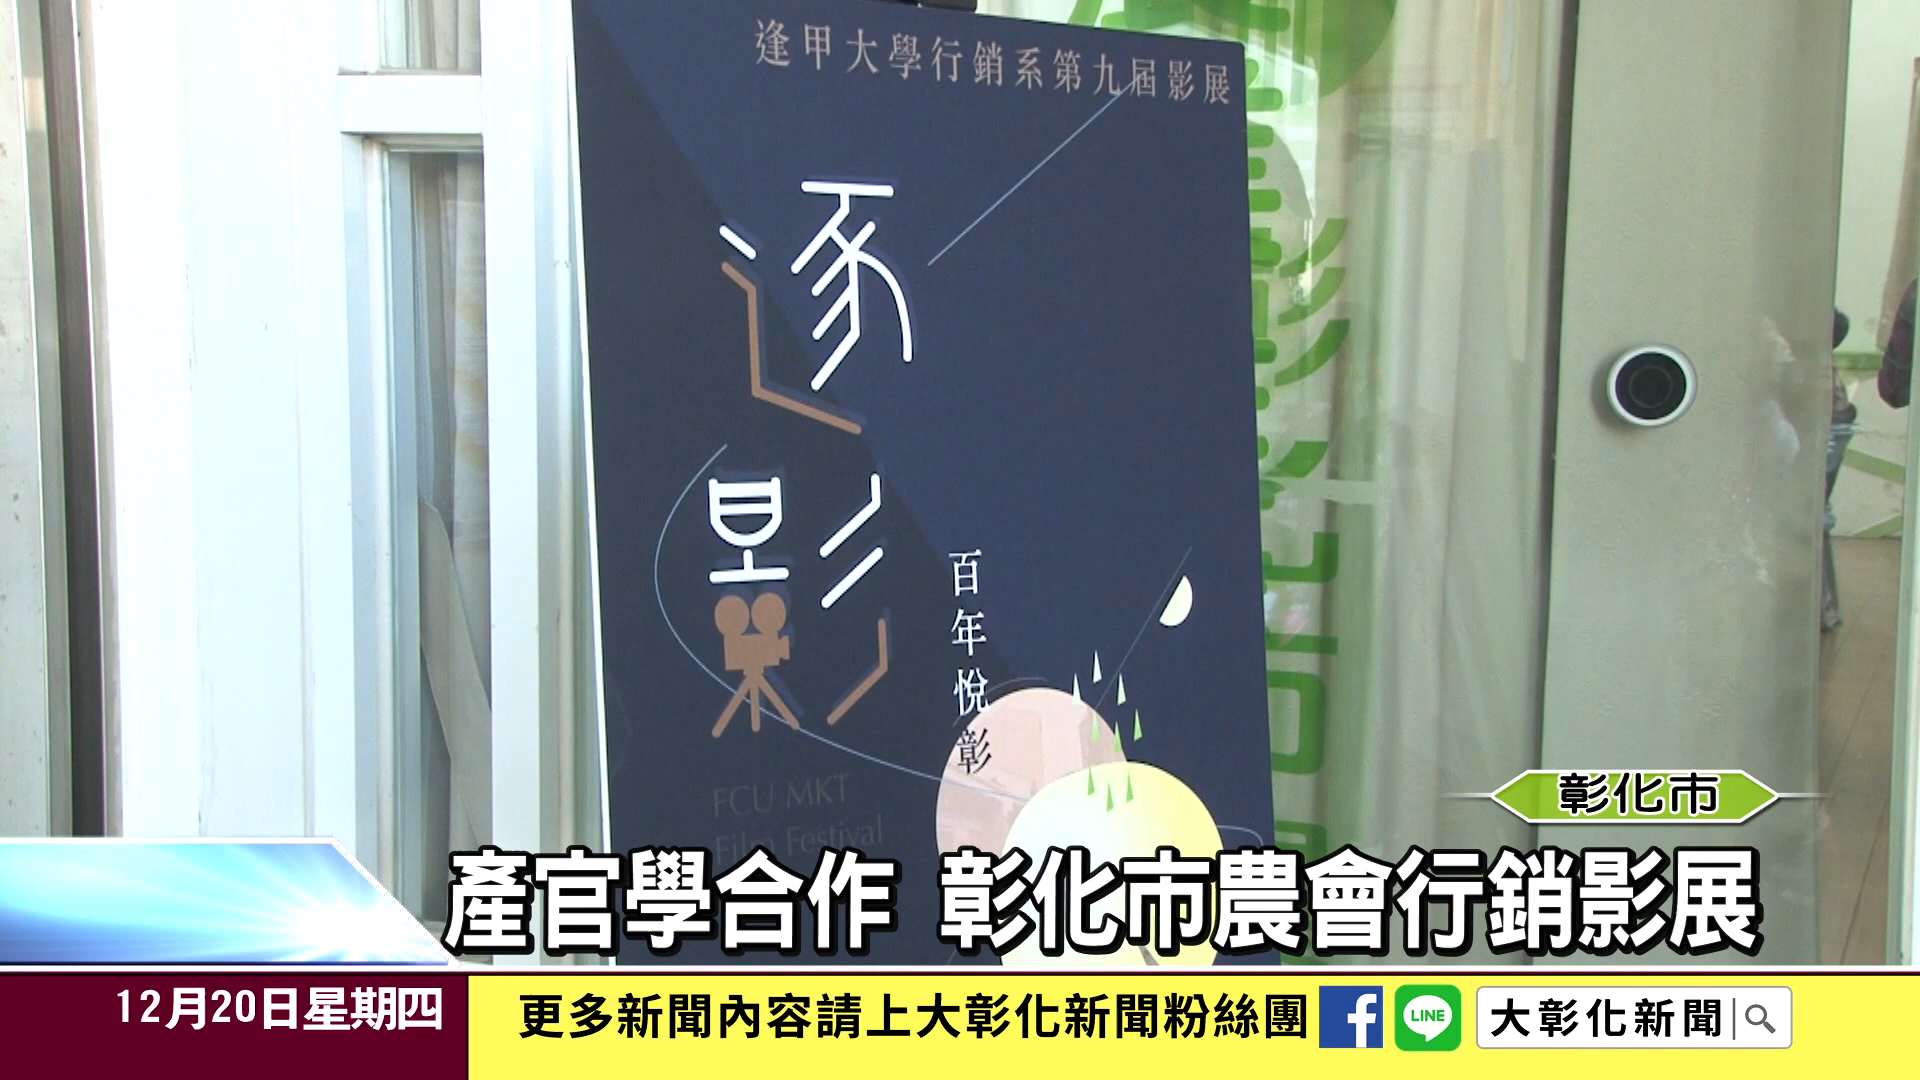 逢甲大學行銷系第九屆影展
逐影
百年悅彰
FCU MKT
Film Festival
彰化市
產官學合作 彰化市農會行銷影展
12月20日星期四
更多新聞內容請上大彰化新聞粉絲團
LINE
大彰化新聞